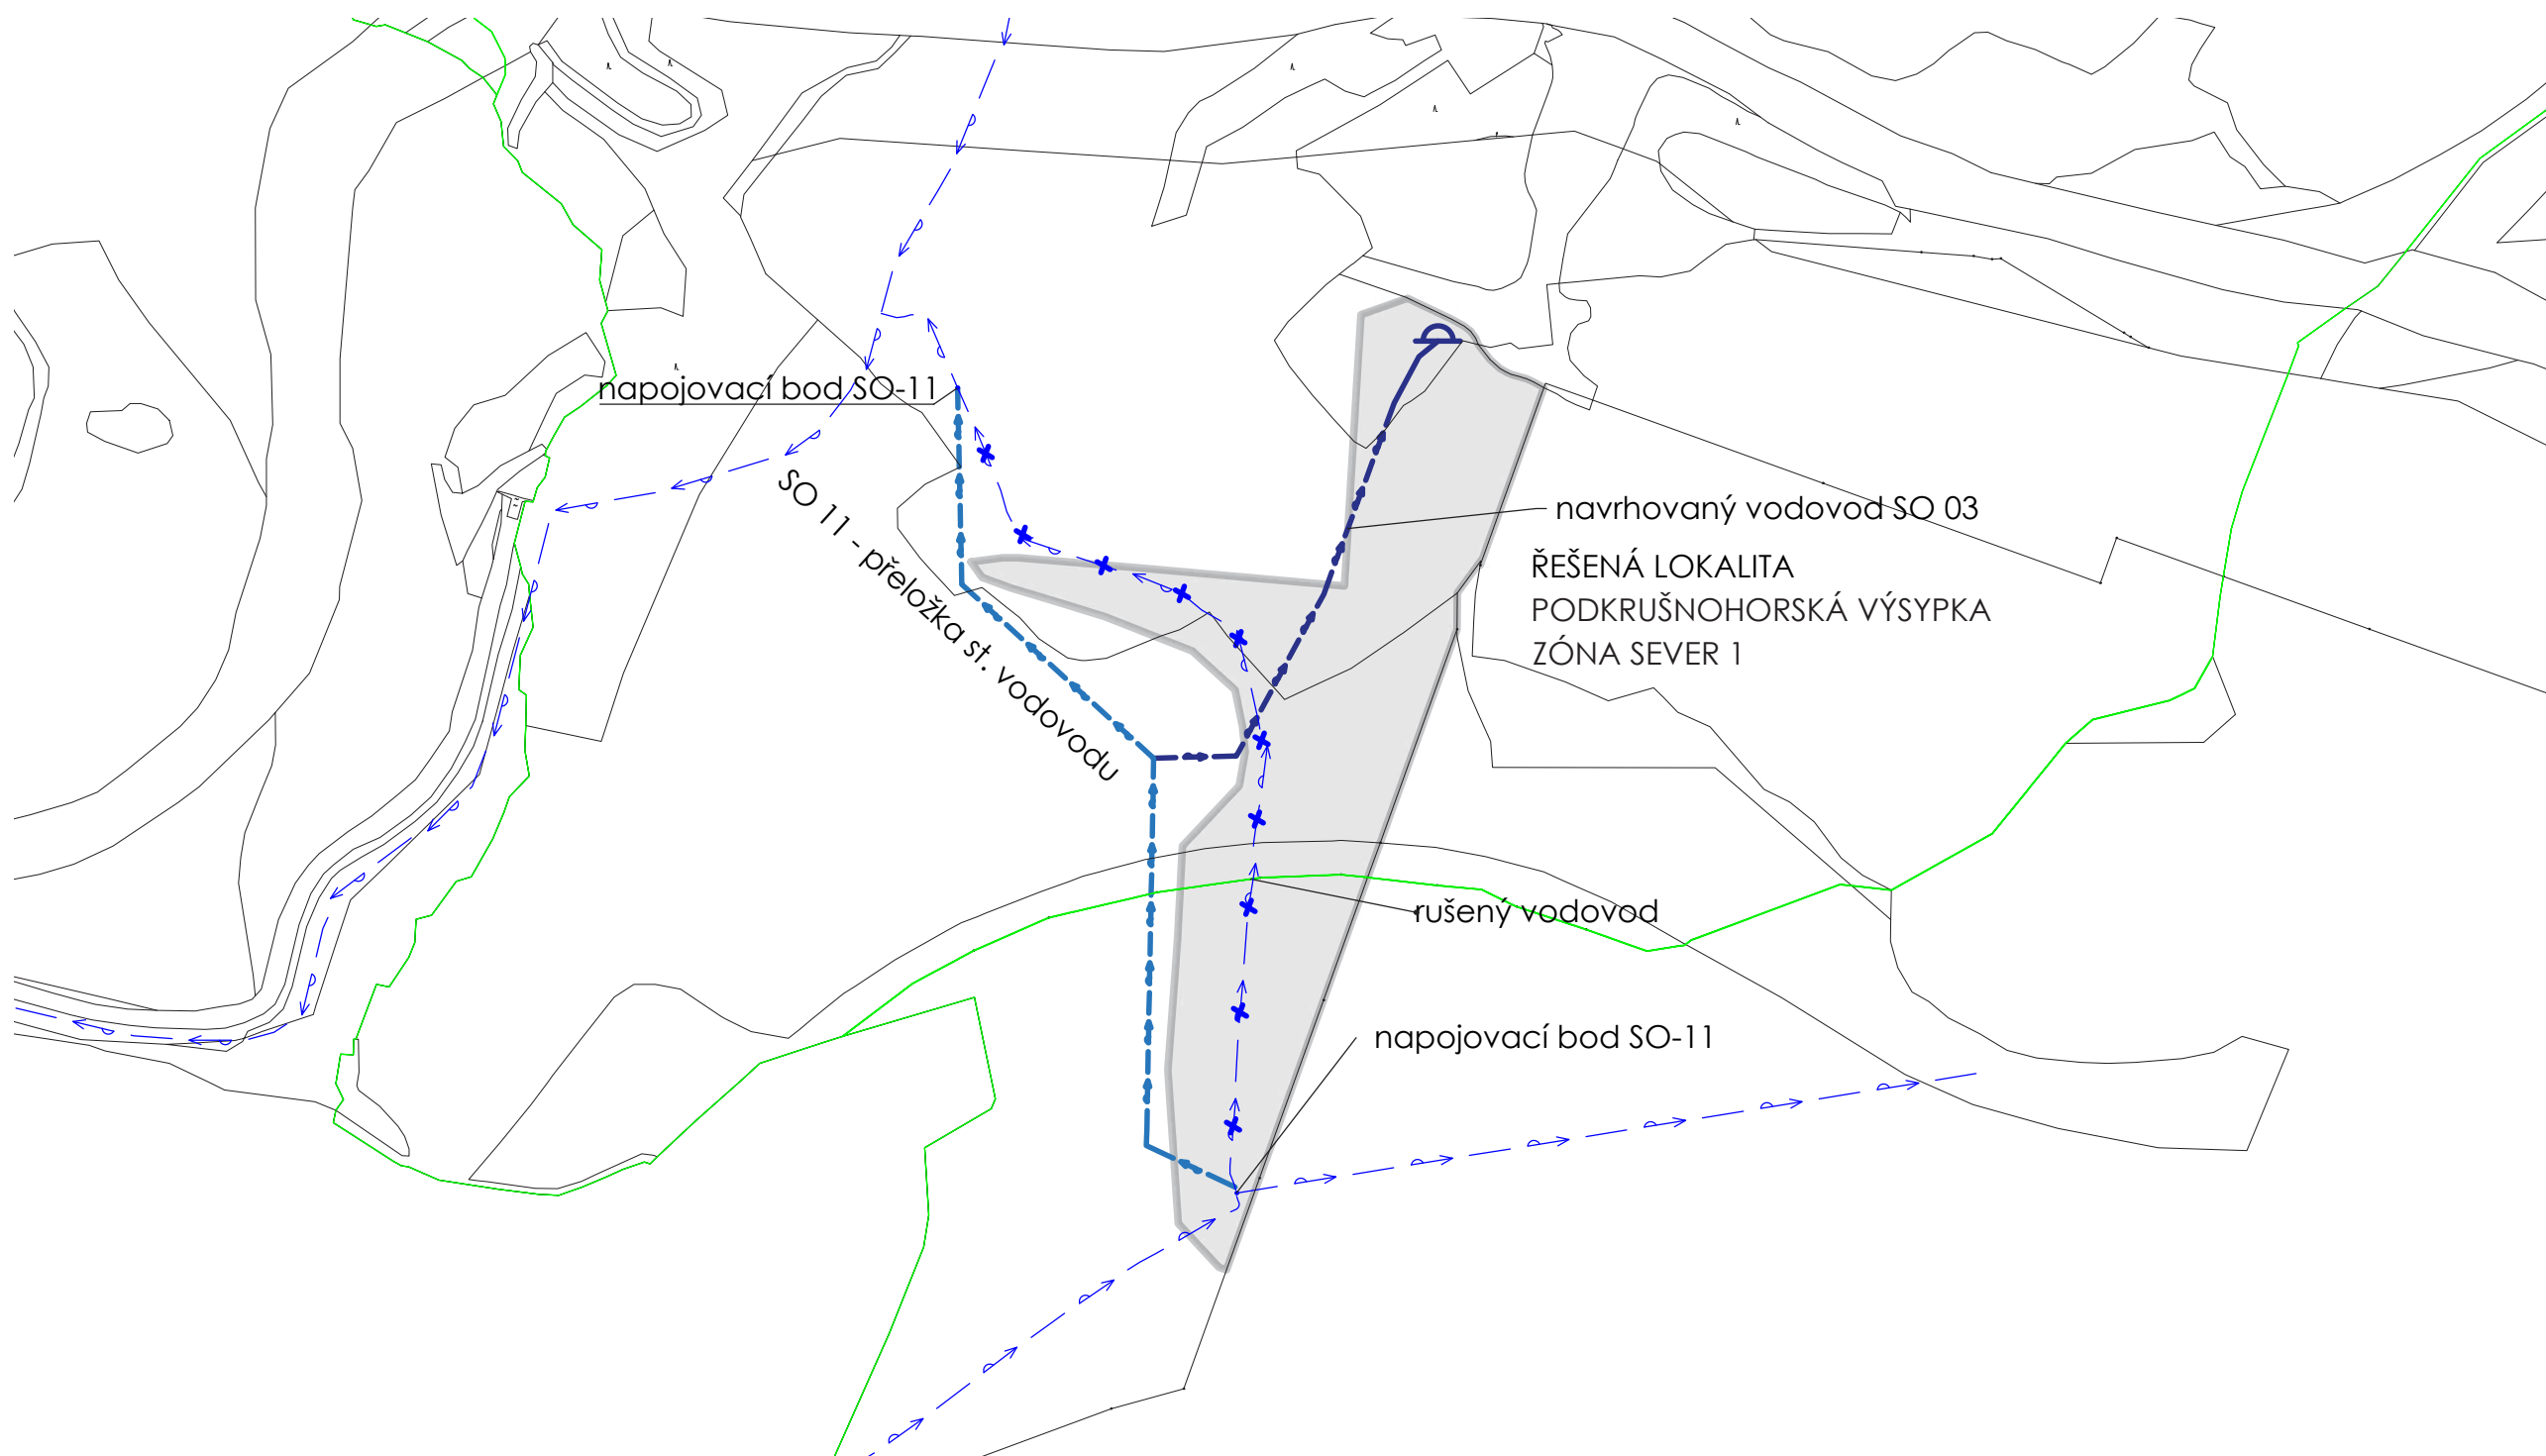 napojovací bod SO-11
SO 11 - přeložka st. vodovodu
navrhovaný vodovod SO 03
ŘEŠENÁ LOKALITA
PODKRUŠNOHORSKÁ VÝSYPKA
ZÓNA SEVER 1
rušený vodovod
napojovací bod SO-11